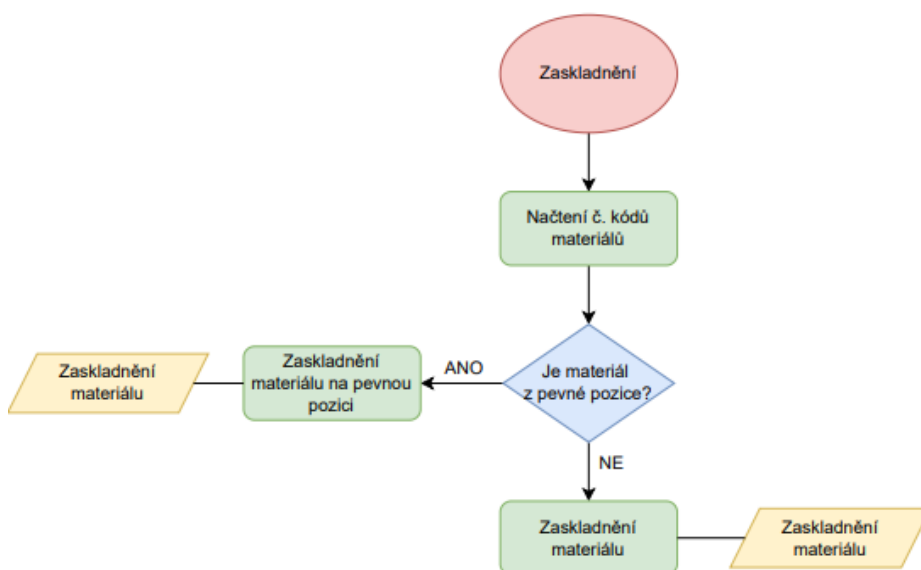 Zaskladnění
Načtení č. kódů
materiálů
Je materiál
z pevné pozice?
ANO
Zaskladnění
materiálu na pevnou
pozici
Zaskladnění
materiálu
NE
Zaskladnění
materiálu
Zaskladnění
materiálu